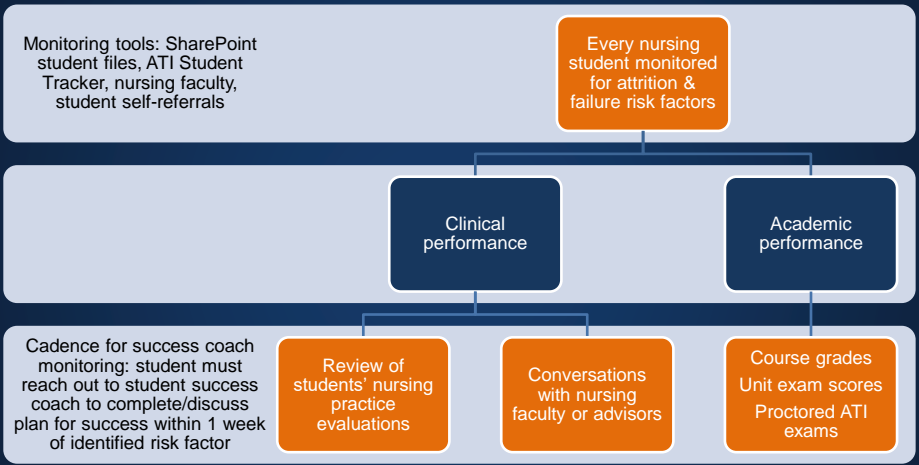 Monitoring tools: SharePoint
student files, ATI Student
Tracker, nursing faculty,
student self-referrals
Every nursing
student monitored
for attrition &
failure risk factors
Clinical
performance
Academic
performance
Cadence for success coach
monitoring: student must
reach out to student success
coach to complete/discuss
plan for success within 1 week
of identified risk factor
Review of
students’ nursing
practice
evaluations
Conversations
with nursing
faculty or advisors
Course grades
Unit exam scores
Proctored ATI
exams